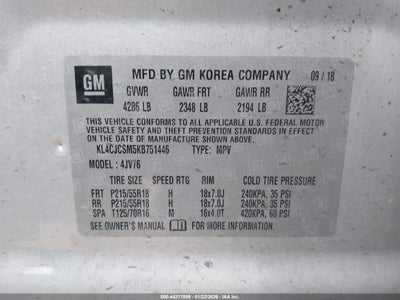 GM
MFD BY GM KOREA COMPANY
09 / 18
GVWR GAWR FRT GAWR RR
4286 LB 2348 LB 2194 LB
THIS VEHICLE CONFORMS TO ALL APPLICABLE U.S. FEDERAL MOTOR
VEHICLE SAFETY, BUMPER, AND THEFT PREVENTION STANDARDS
IN EFFECT ON THE DATE OF MANUFACTURE SHOWN ABOVE.
KL4CJCSM5KB751446 TYPE: MPV
MODEL: 4JV76
TIRE SIZE SPEED RTG RIM COLD TIRE PRESSURE
FRT P215/55R18 H 18x7.0J 240KPA, 35 PSI
RR P215/55R18 H 18x7.0J 240KPA, 35 PSI
SPA T125/70R16 M 16x4.0T 420KPA, 60 PSI
SEE OWNER'S MANUAL FOR ADDITIONAL INFORMATION.